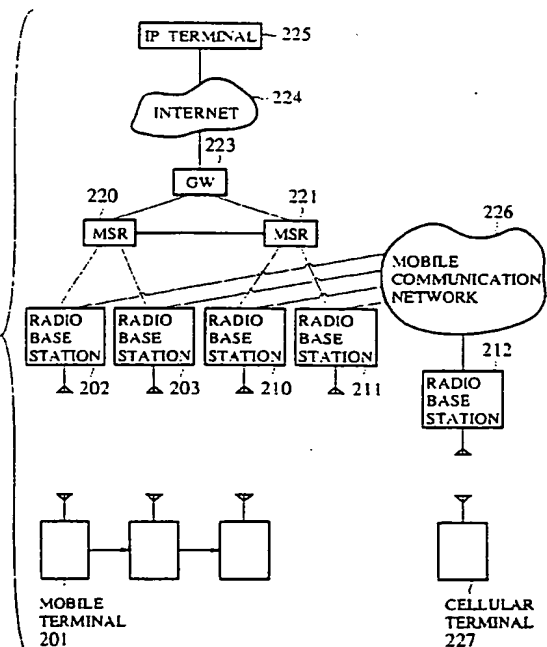 IP TERMINAL
225
INTERNET
224
223
GW
220
221
MSR
MSR
226
MOBILE
COMMUNICATION
NETWORK
RADIO
BASE
STATION
RADIO
BASE
STATION
RADIO
BASE
STATION
RADIO
BASE
STATION
202
203
210
211
212
RADIO
BASE
STATION
MOBILE
TERMINAL
201
CELLULAR
TERMINAL
227